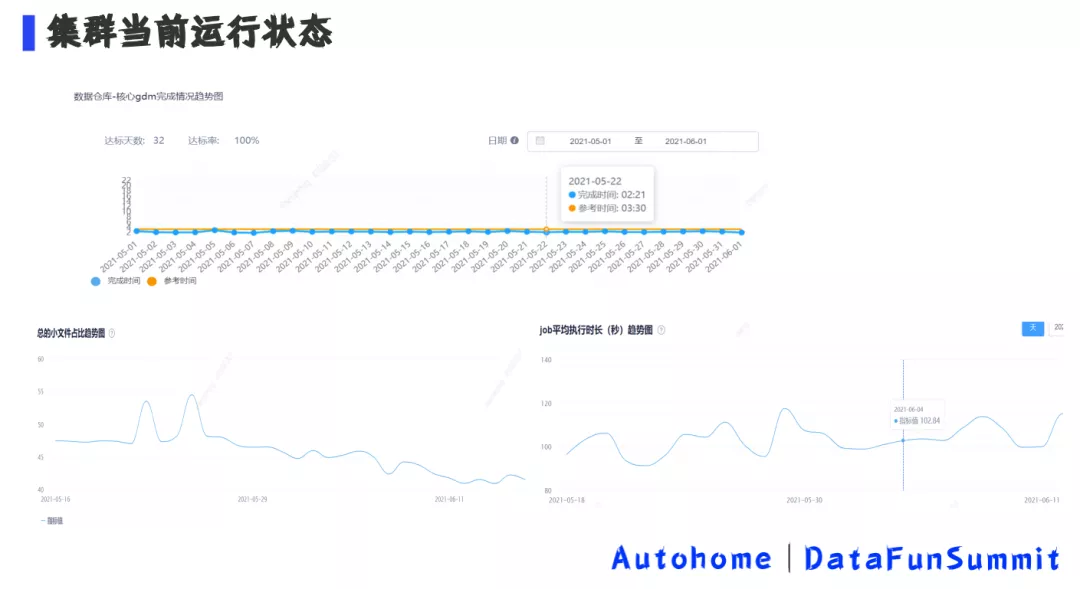 集群当前运行状态
数据仓库-核心gdm完成情况趋势图
达标天数: 32 达标率: 100%
日期 2021-05-01 至 2021-06-01
22
20
18
16
14
12
10
8
6
4
2
2021-05-22
完成时间: 02:21
参考时间: 03:30
2021-05-01 2021-05-02 2021-05-03 2021-05-04 2021-05-05 2021-05-06 2021-05-07 2021-05-08 2021-05-09 2021-05-10 2021-05-11 2021-05-12 2021-05-13 2021-05-14 2021-05-15 2021-05-16 2021-05-17 2021-05-18 2021-05-19 2021-05-20 2021-05-21 2021-05-22 2021-05-23 2021-05-24 2021-05-25 2021-05-26 2021-05-27 2021-05-28 2021-05-29 2021-05-30 2021-05-31 2021-06-01
完成时间 参考时间
总的小文件占比趋势图
60
55
50
45
40
2021-05-16 2021-05-29 2021-06-11
指标值
job平均执行时长（秒）趋势图
天
140
120
100
80
2021-06-04
指标值 102.84
2021-05-18 2021-05-30 2021-06-11
Autohome | DataFunSummit